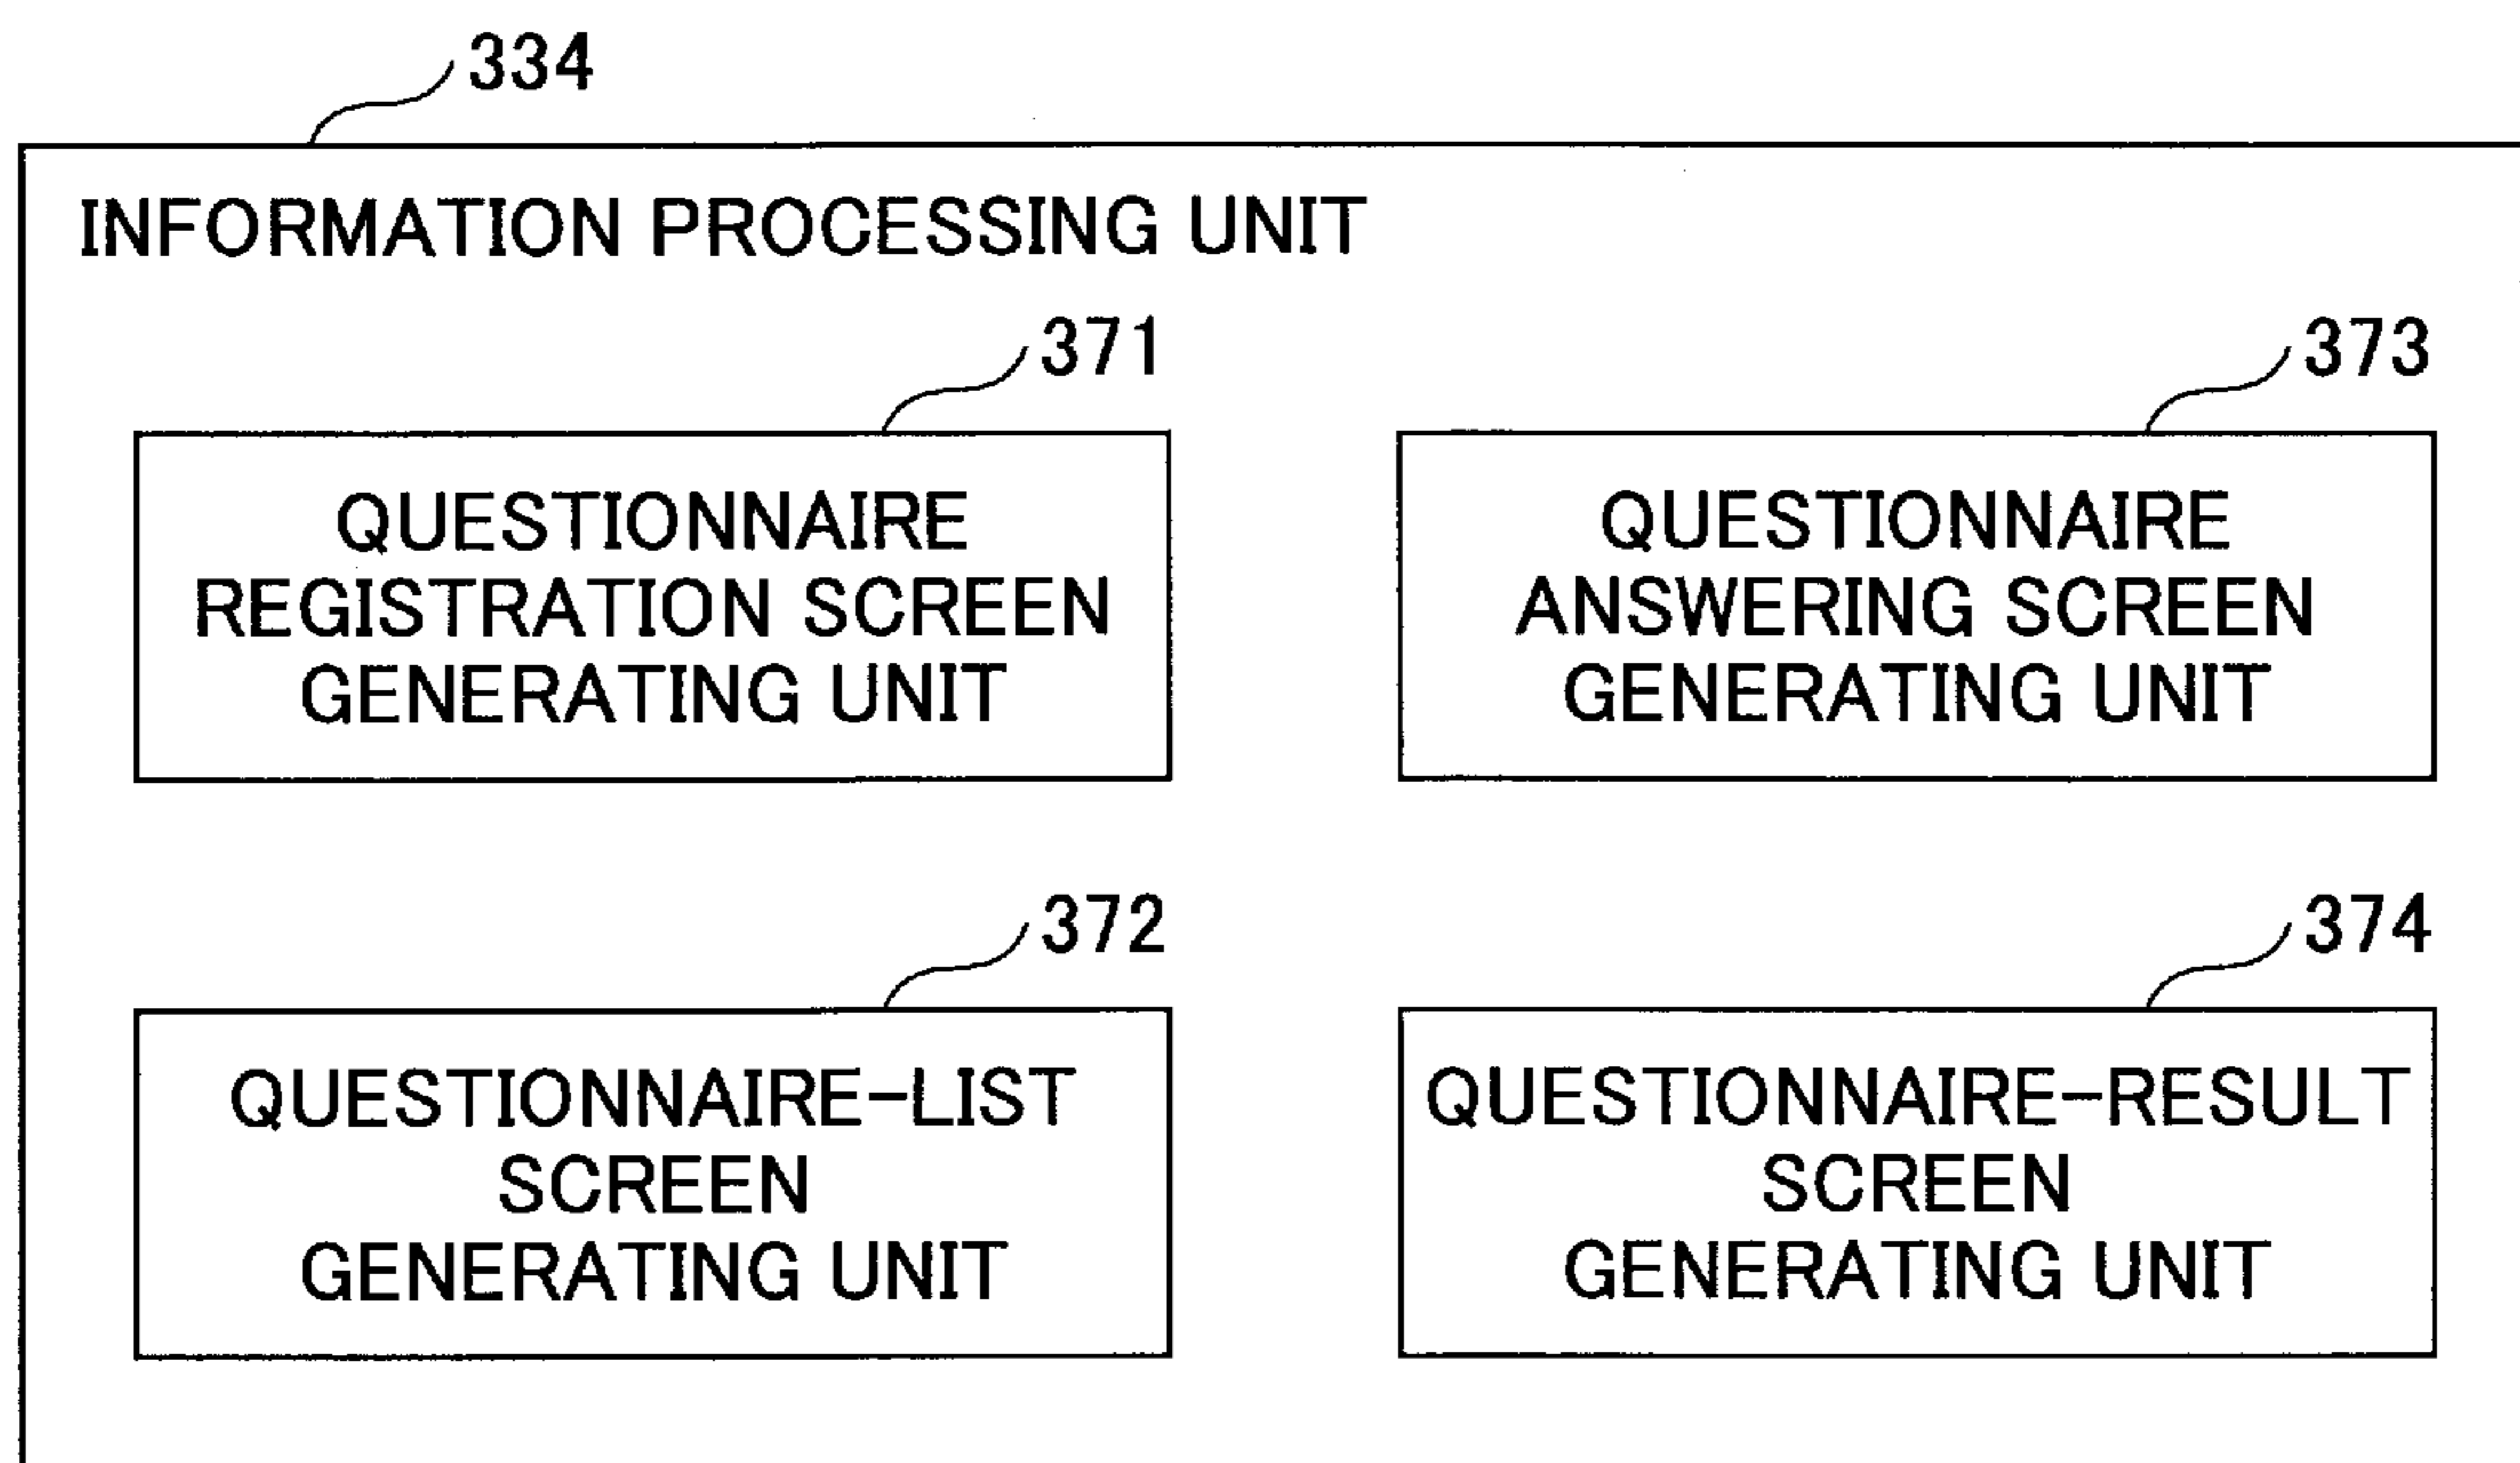 334
INFORMATION PROCESSING UNIT
371
QUESTIONNAIRE
REGISTRATION SCREEN
GENERATING UNIT
373
QUESTIONNAIRE
ANSWERING SCREEN
GENERATING UNIT
372
QUESTIONNAIRE-LIST
SCREEN
GENERATING UNIT
374
QUESTIONNAIRE-RESULT
SCREEN
GENERATING UNIT